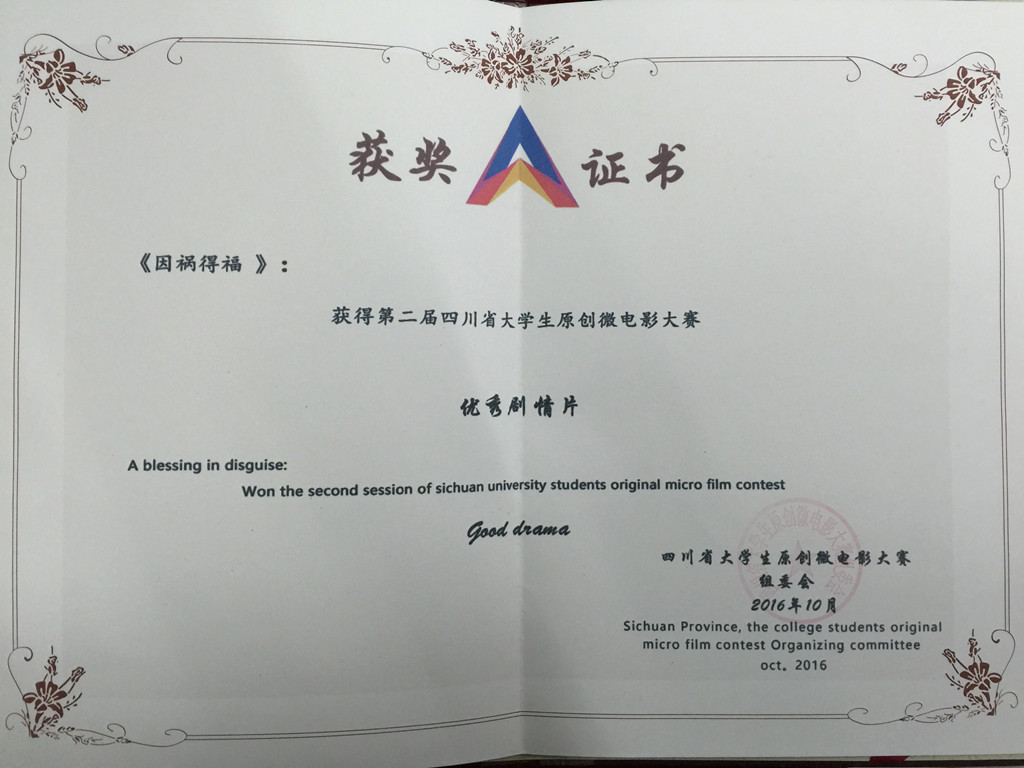 获奖 证书
《因祸得福 》：
获得第二届四川省大学生原创微电影大赛
优秀剧情片
A blessing in disguise:
Won the second session of sichuan university students original micro film contest
Good drama
四川省大学生原创微电影大赛
组委会
2016年10月
Sichuan Province, the college students original
micro film contest Organizing committee
oct. 2016